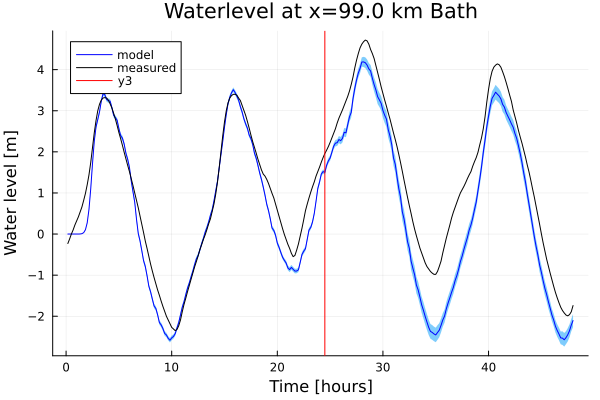 Waterlevel at x=99.0 km Bath
model
measured
y3
Water level [m]
4
3
2
1
0
−1
−2
0 10 20 30 40
Time [hours]